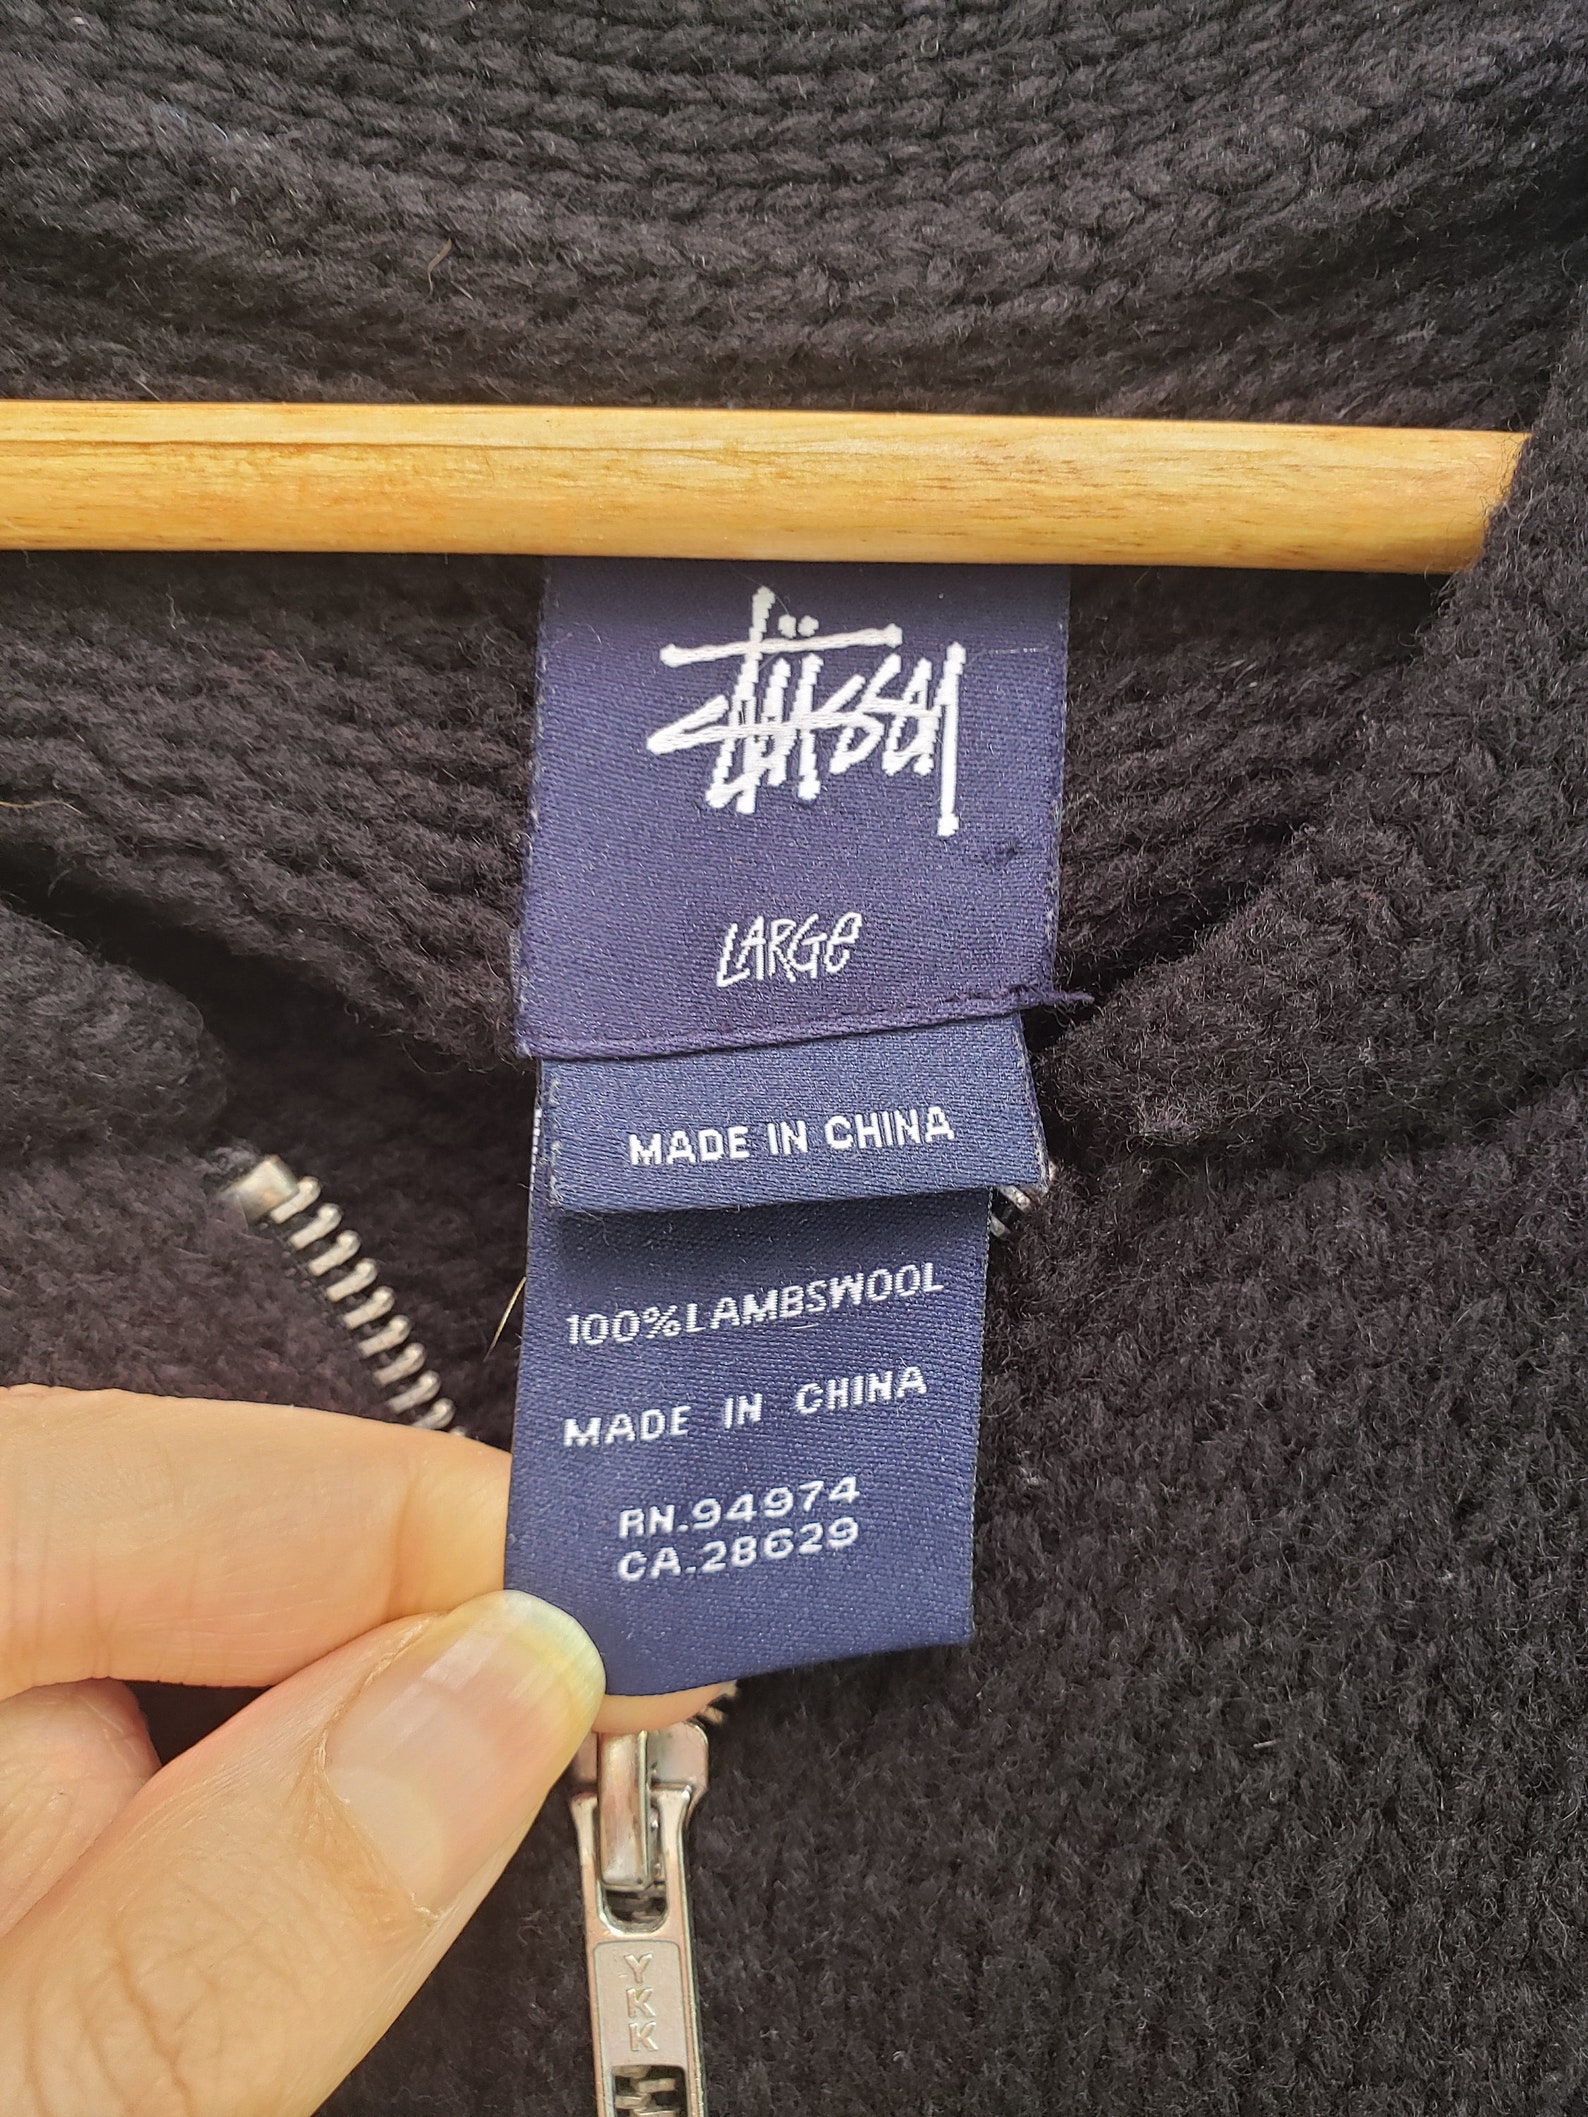 Stüssy
LARGe
MADE IN CHINA
100%LAMBSWOOL
MADE IN CHINA
RN.94974
CA.28629
YKK